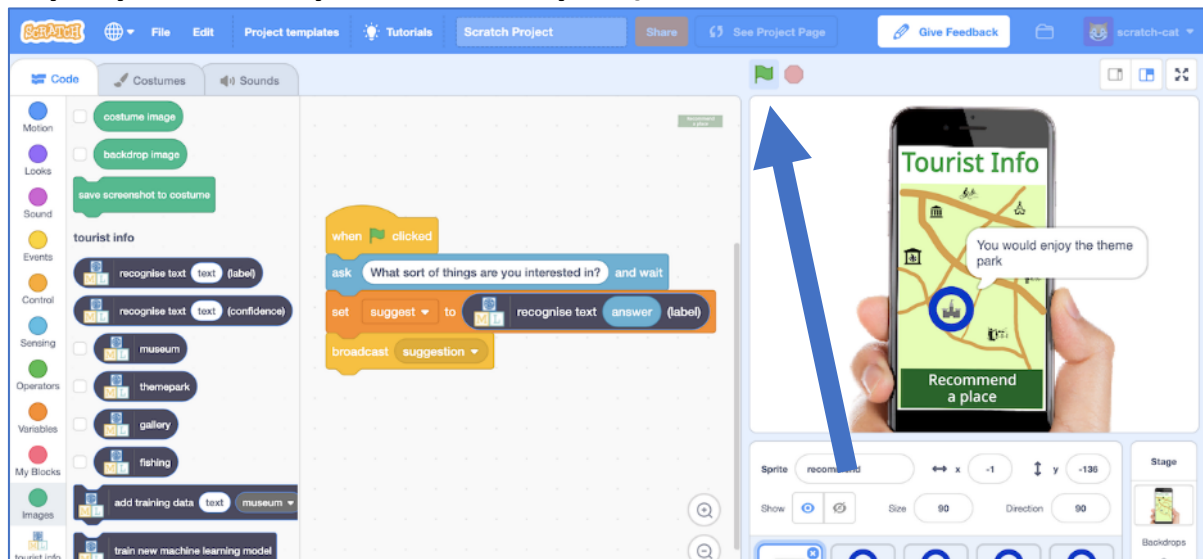 SCRATCH File Edit Project templates Tutorials Scratch Project Share See Project Page Give Feedback scratch-cat
Code Costumes Sounds
Motion
Looks
Sound
Events
Control
Sensing
Operators
Variables
My Blocks
Images
tourist info
costume image
backdrop image
save screenshot to costume
tourist info
recognise text text (label)
recognise text text (confidence)
museum
themepark
gallery
fishing
add training data text museum
train new machine learning model
Recommend
a place
when clicked
ask What sort of things are you interested in? and wait
set suggest to recognise text answer (label)
broadcast suggestion
Tourist Info
You would enjoy the theme
park
Recommend
a place
Sprite x -1 y -136
Show Size 90 Direction 90
Stage
Backdrops